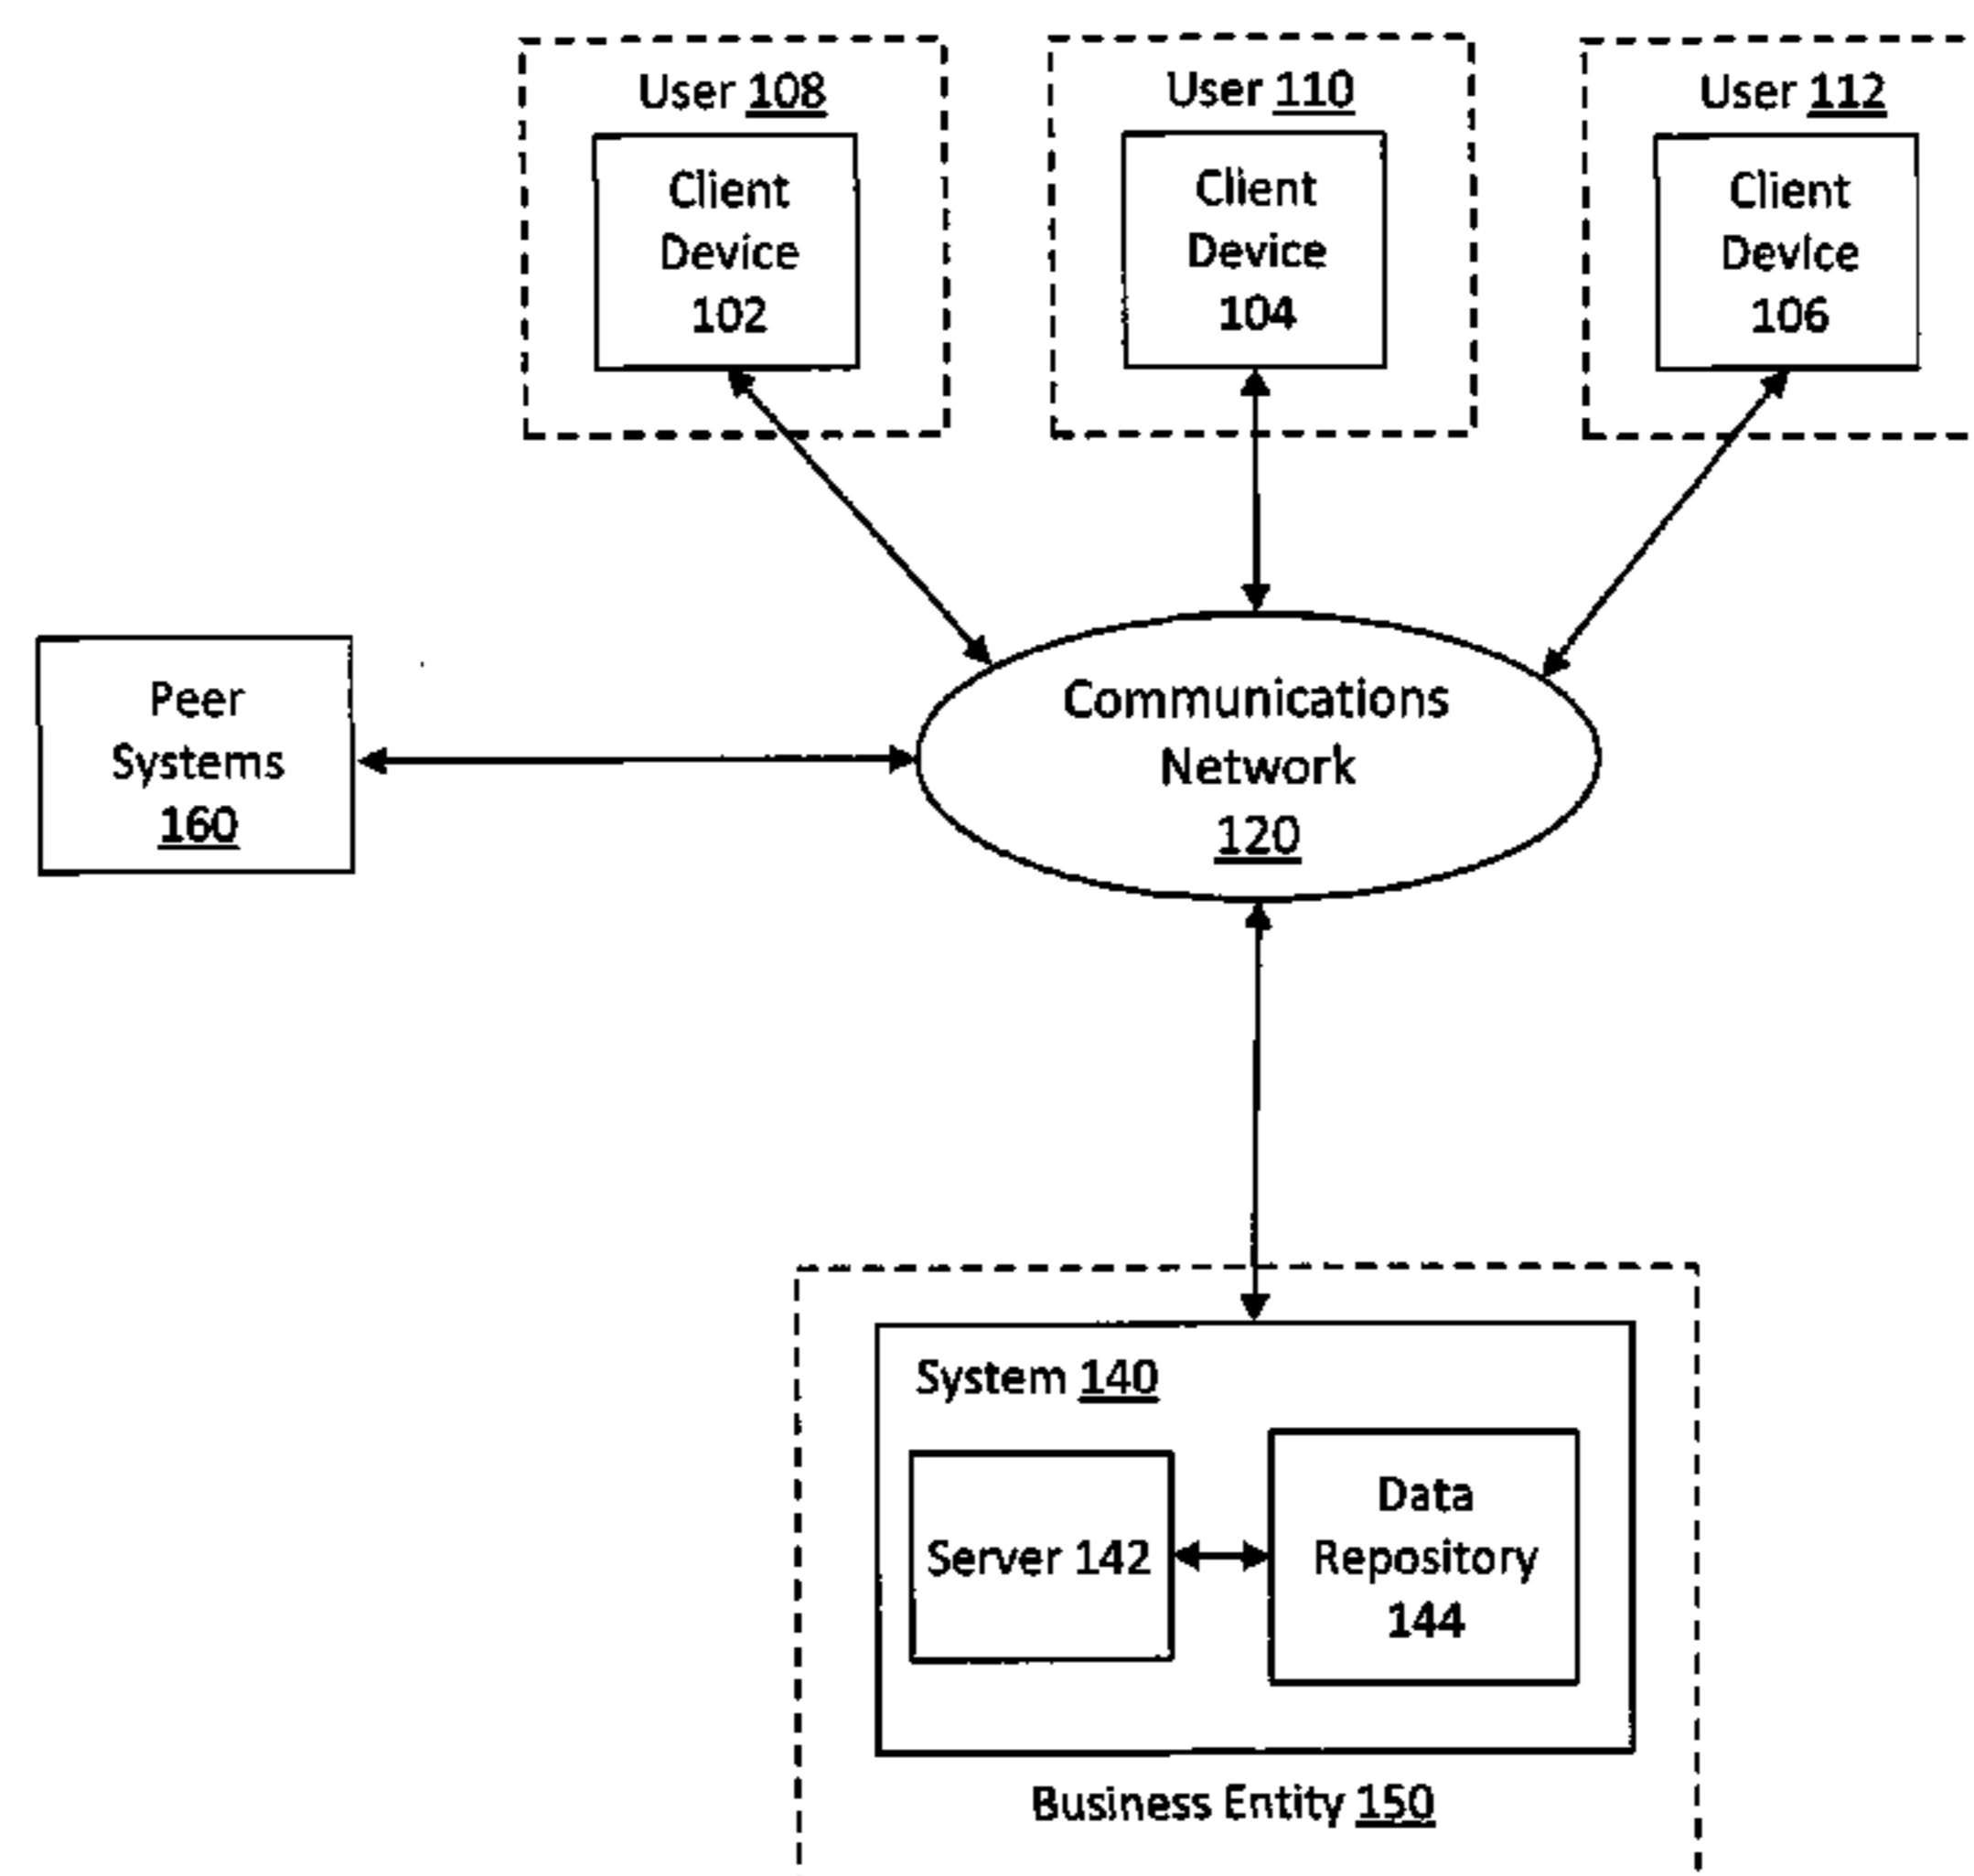 User 108
Client
Device
102
User 110
Client
Device
104
User 112
Client
Device
106
Peer
Systems
160
Communications
Network
120
System 140
Server 142
Data
Repository
144
Business Entity 150